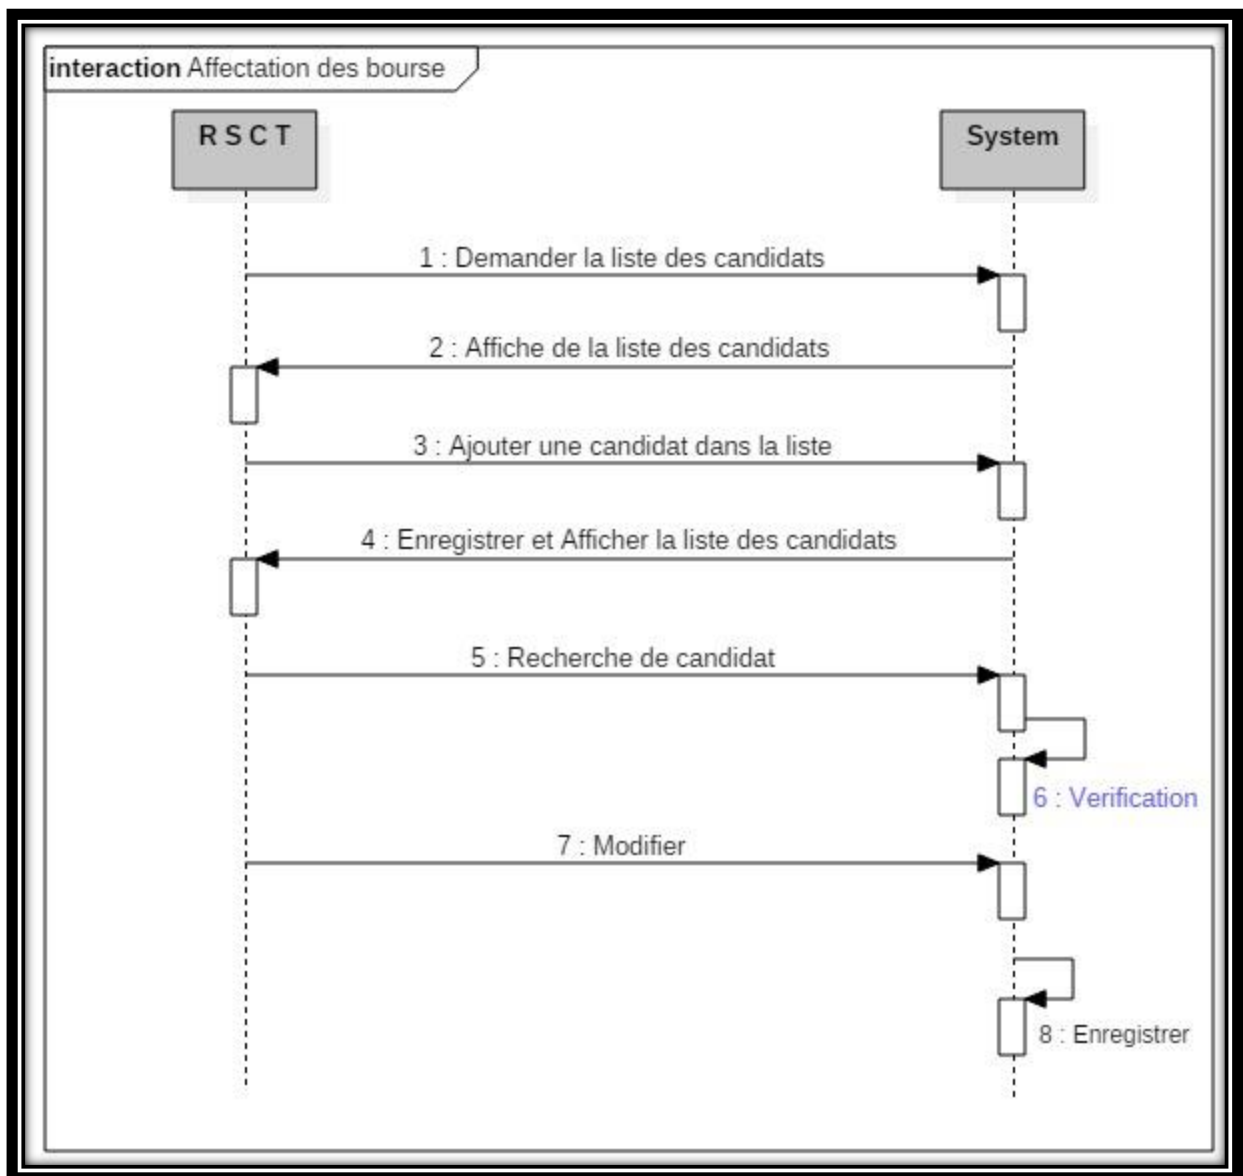 interaction Affectation des bourse
R S C T
System
1 : Demander la liste des candidats
2 : Affiche de la liste des candidats
3 : Ajouter une candidat dans la liste
4 : Enregistrer et Afficher la liste des candidats
5 : Recherche de candidat
6 : Verification
7 : Modifier
8 : Enregistrer